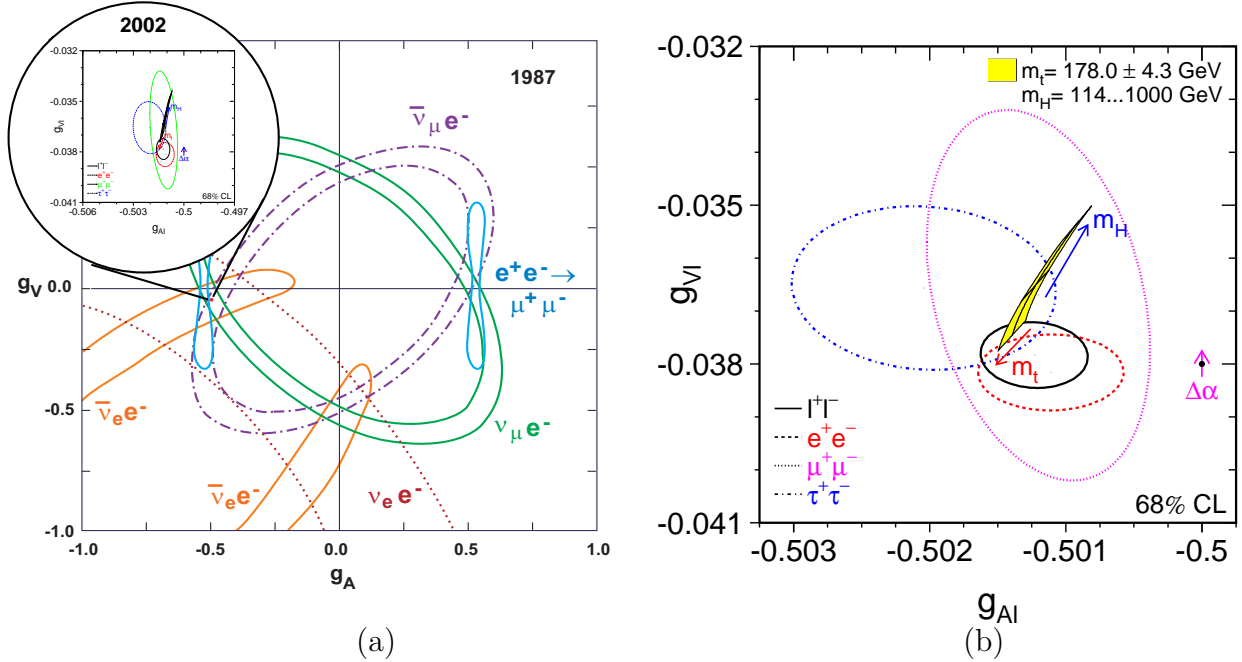 2002
-0.032
-0.035
-0.038
-0.041
-0.506
-0.503
-0.5
-0.497
g_Vl
g_Al
m_H
m_t
Δα
l⁺l⁻
e⁺e⁻
μ⁺μ⁻
τ⁺τ⁻
68% CL
1987
ν̅_μ e⁻
e⁺e⁻→
μ⁺μ⁻
g_V
0.0
-0.5
-1.0
ν̅_e e⁻
ν_μ e⁻
ν̅_e e⁻
ν_e e⁻
-1.0
-0.5
0.0
0.5
1.0
g_A
(a)
-0.032
-0.035
-0.038
-0.041
g_Vl
m_t= 178.0 ± 4.3 GeV
m_H= 114...1000 GeV
m_H
m_t
Δα
l⁺l⁻
e⁺e⁻
μ⁺μ⁻
τ⁺τ⁻
68% CL
-0.503
-0.502
-0.501
-0.5
g_Al
(b)